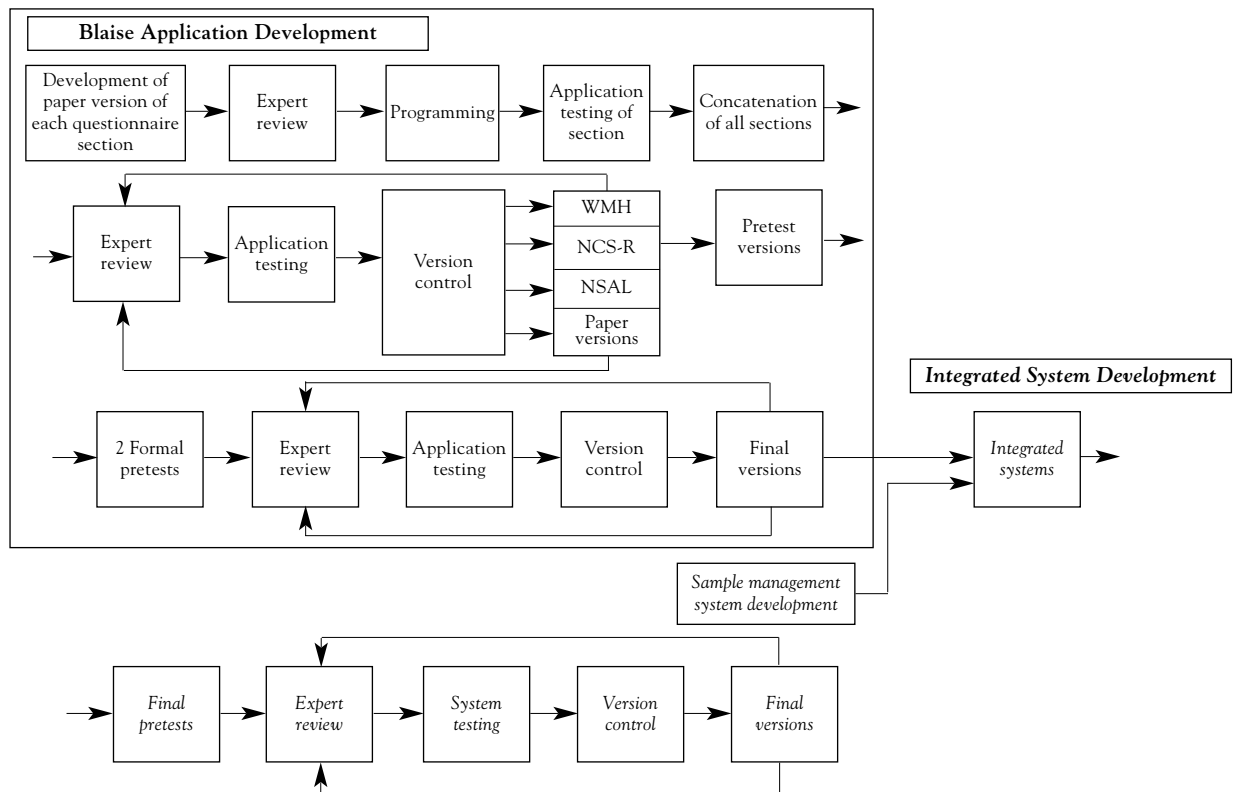 Blaise Application Development
Development of
paper version of
each questionnaire
section
Expert
review
Programming
Application
testing of
section
Concatenation
of all sections
Expert
review
Application
testing
Version
control
WMH
NCS-R
NSAL
Paper
versions
Pretest
versions
Integrated System Development
2 Formal
pretests
Expert
review
Application
testing
Version
control
Final
versions
Integrated
systems
Sample management
system development
Final
pretests
Expert
review
System
testing
Version
control
Final
versions